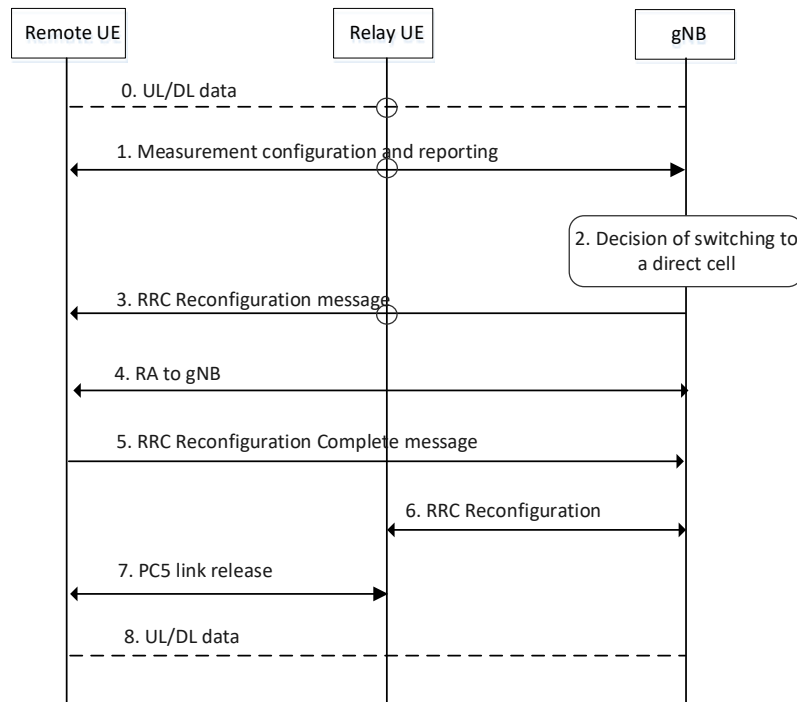 Remote UE
Relay UE
gNB
0. UL/DL data
1. Measurement configuration and reporting
2. Decision of switching to
a direct cell
3. RRC Reconfiguration message
4. RA to gNB
5. RRC Reconfiguration Complete message
6. RRC Reconfiguration
7. PC5 link release
8. UL/DL data